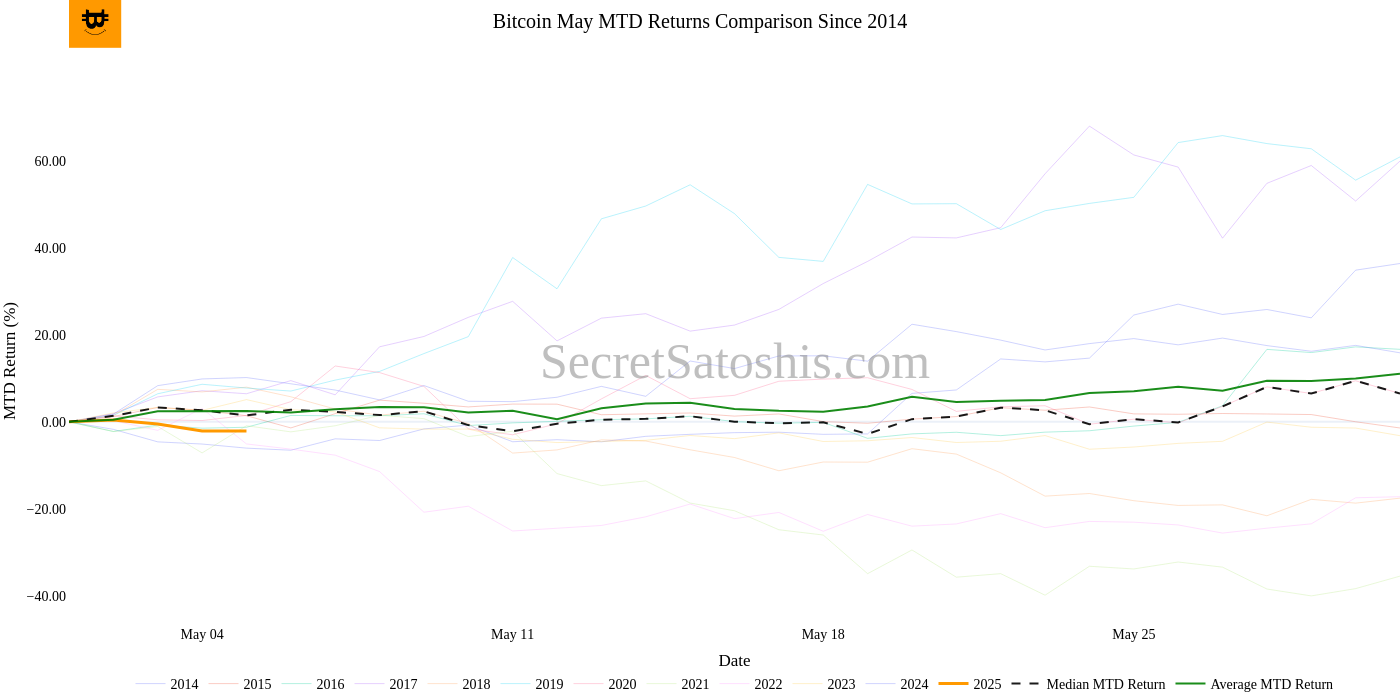 Bitcoin May MTD Returns Comparison Since 2014
MTD Return (%)
60.00
40.00
20.00
0.00
−20.00
−40.00
SecretSatoshis.com
May 04
May 11
May 18
May 25
Date
2014
2015
2016
2017
2018
2019
2020
2021
2022
2023
2024
2025
Median MTD Return
Average MTD Return